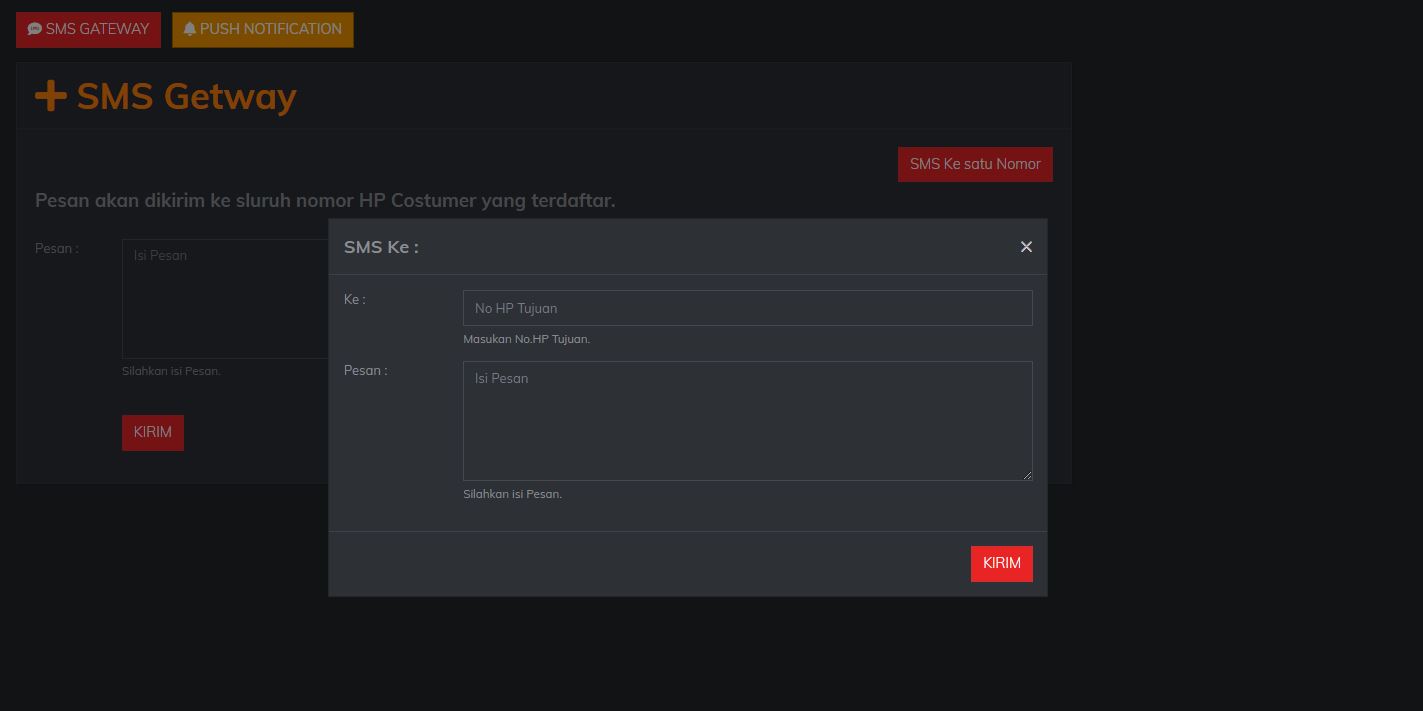 SMS GATEWAY
PUSH NOTIFICATION
SMS Getway
SMS Ke satu Nomor
Pesan akan dikirim ke sluruh nomor HP Costumer yang terdaftar.
Pesan :
Isi Pesan
Silahkan isi Pesan.
KIRIM
SMS Ke :
×
Ke :
No HP Tujuan
Masukan No.HP Tujuan.
Pesan :
Isi Pesan
Silahkan isi Pesan.
KIRIM